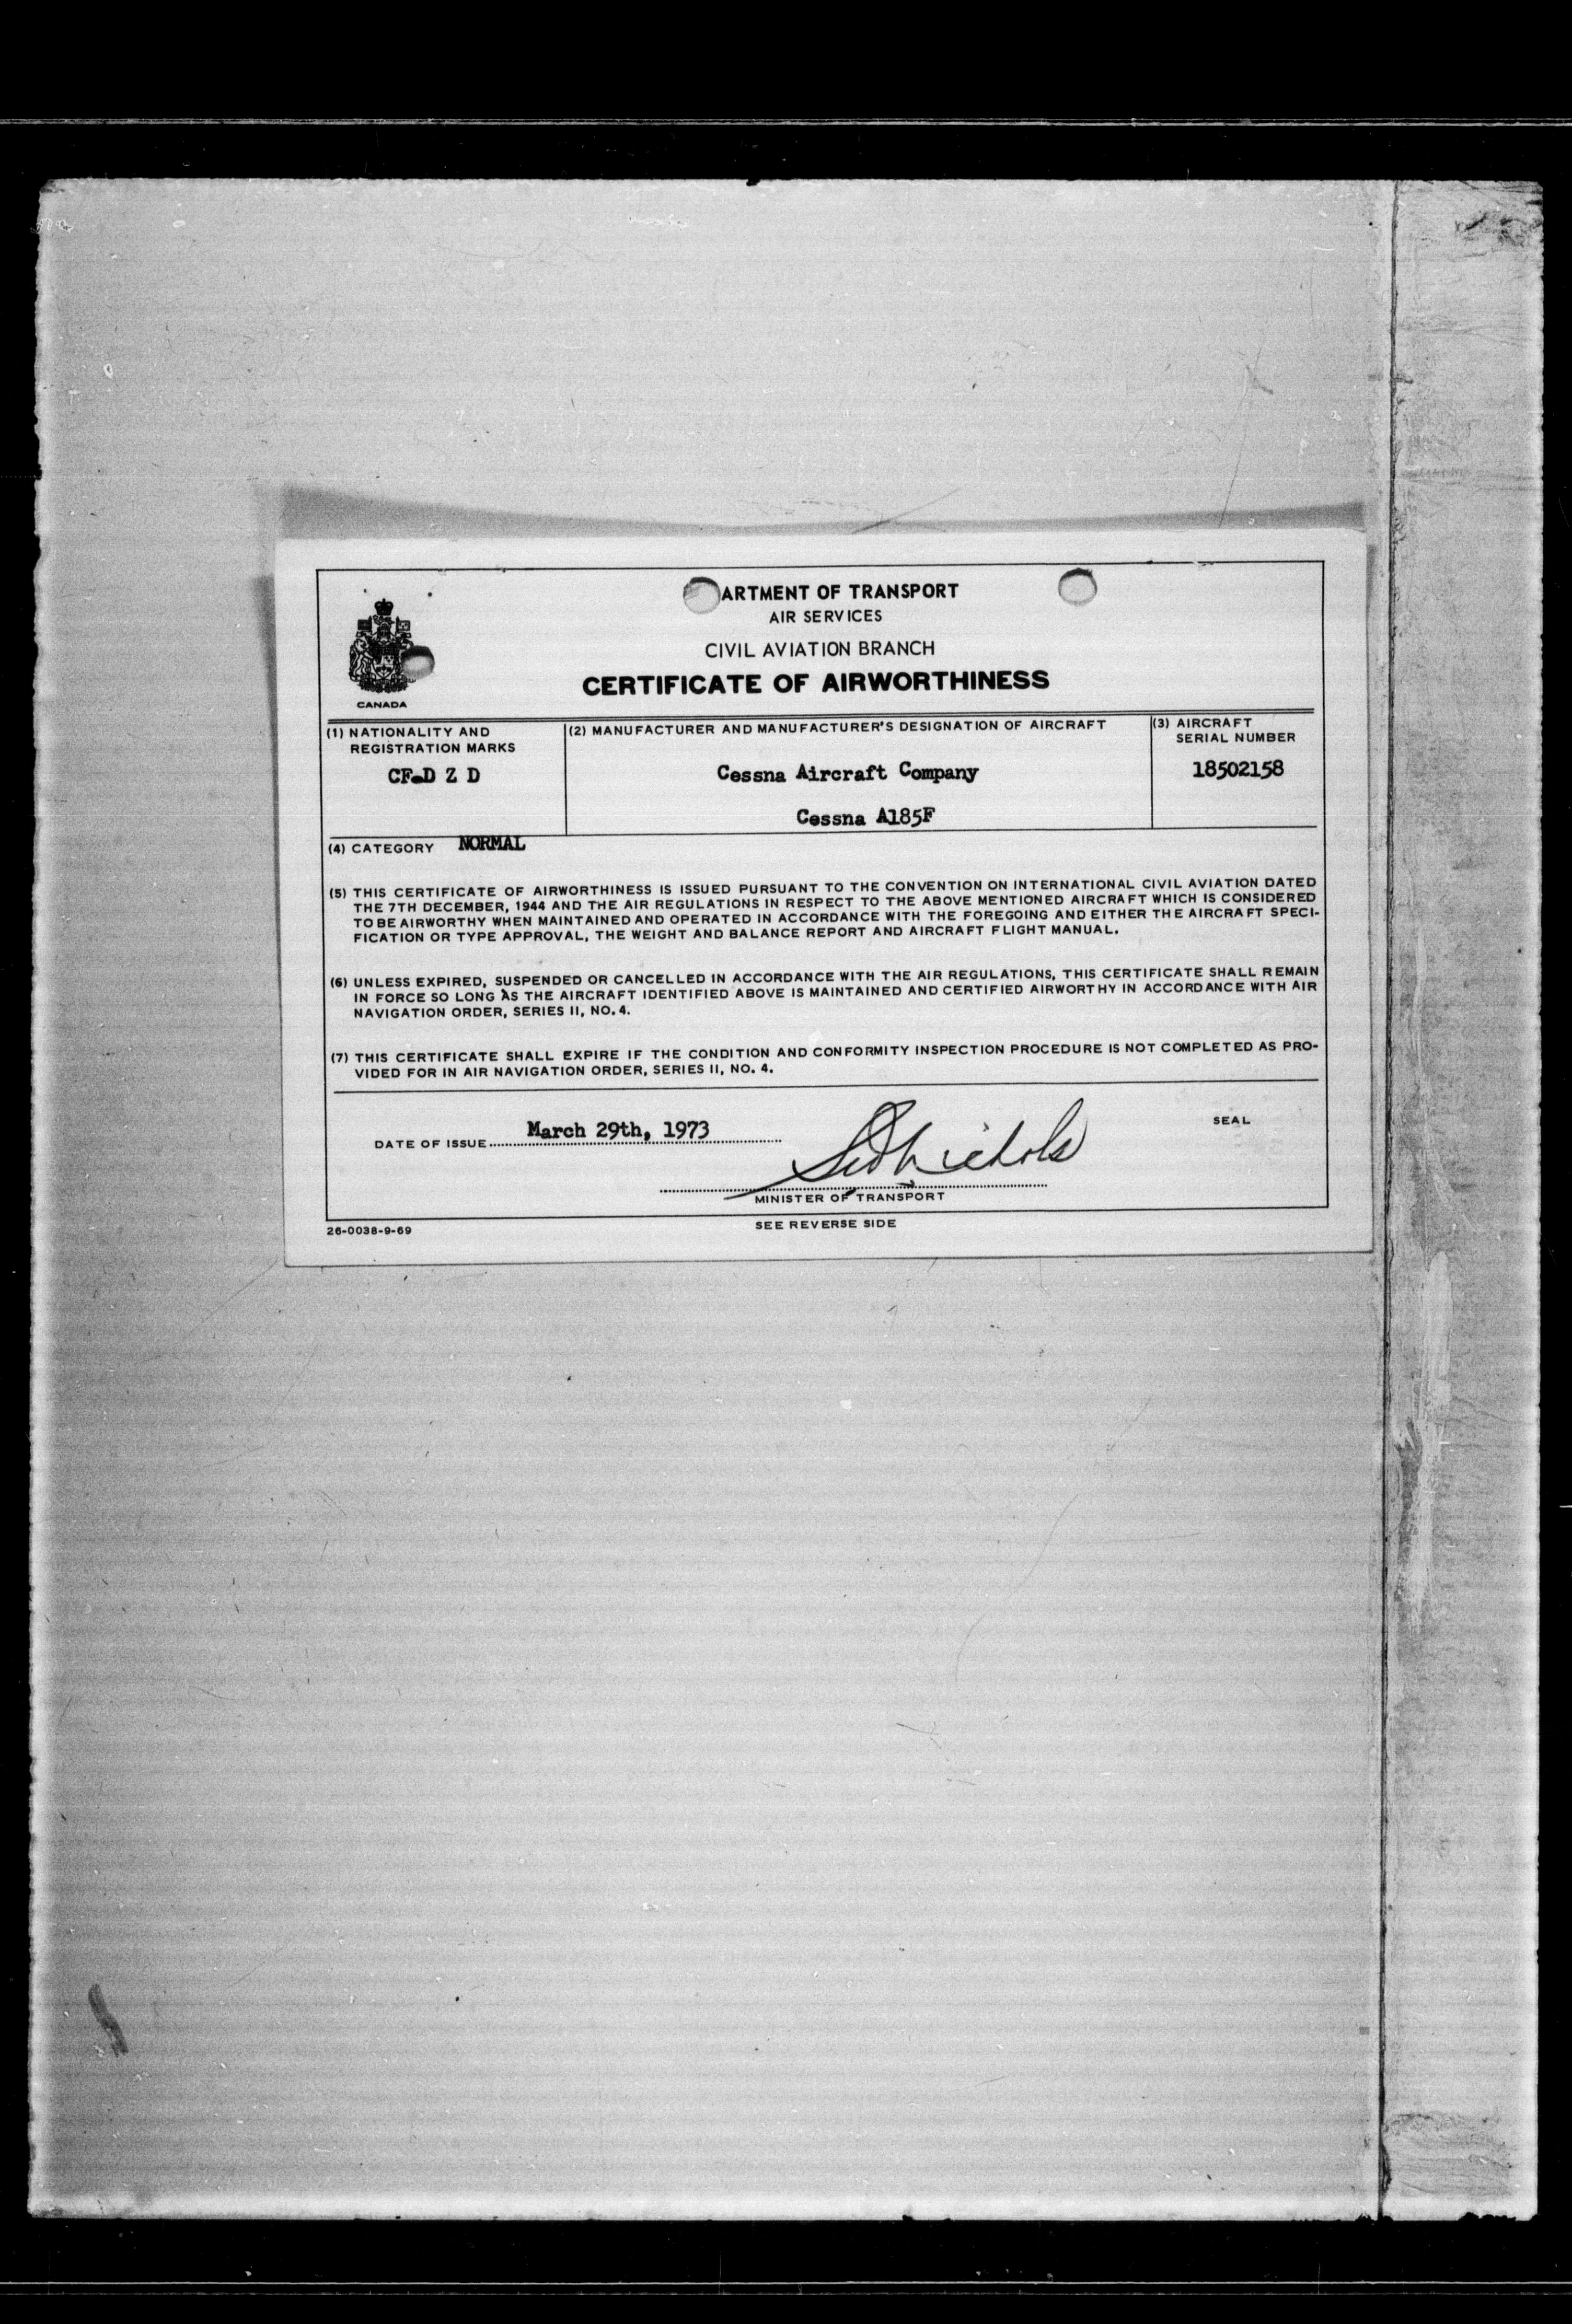 ARTMENT OF TRANSPORT
AIR SERVICES
CIVIL AVIATION BRANCH
CERTIFICATE OF AIRWORTHINESS
CANADA
(1) NATIONALITY AND
REGISTRATION MARKS
CF-D Z D
(2) MANUFACTURER AND MANUFACTURER'S DESIGNATION OF AIRCRAFT
Cessna Aircraft Company
Cessna A185F
(3) AIRCRAFT
SERIAL NUMBER
18502158
(4) CATEGORY NORMAL
(5) THIS CERTIFICATE OF AIRWORTHINESS IS ISSUED PURSUANT TO THE CONVENTION ON INTERNATIONAL CIVIL AVIATION DATED
THE 7TH DECEMBER, 1944 AND THE AIR REGULATIONS IN RESPECT TO THE ABOVE MENTIONED AIRCRAFT WHICH IS CONSIDERED
TO BE AIRWORTHY WHEN MAINTAINED AND OPERATED IN ACCORDANCE WITH THE FOREGOING AND EITHER THE AIRCRAFT SPECI-
FICATION OR TYPE APPROVAL, THE WEIGHT AND BALANCE REPORT AND AIRCRAFT FLIGHT MANUAL.
(6) UNLESS EXPIRED, SUSPENDED OR CANCELLED IN ACCORDANCE WITH THE AIR REGULATIONS, THIS CERTIFICATE SHALL REMAIN
IN FORCE SO LONG AS THE AIRCRAFT IDENTIFIED ABOVE IS MAINTAINED AND CERTIFIED AIRWORTHY IN ACCORDANCE WITH AIR
NAVIGATION ORDER, SERIES II, NO. 4.
(7) THIS CERTIFICATE SHALL EXPIRE IF THE CONDITION AND CONFORMITY INSPECTION PROCEDURE IS NOT COMPLETED AS PRO-
VIDED FOR IN AIR NAVIGATION ORDER, SERIES II, NO. 4.
DATE OF ISSUE March 29th, 1973
Nichols
SEAL
MINISTER OF TRANSPORT
26-0038-9-69
SEE REVERSE SIDE